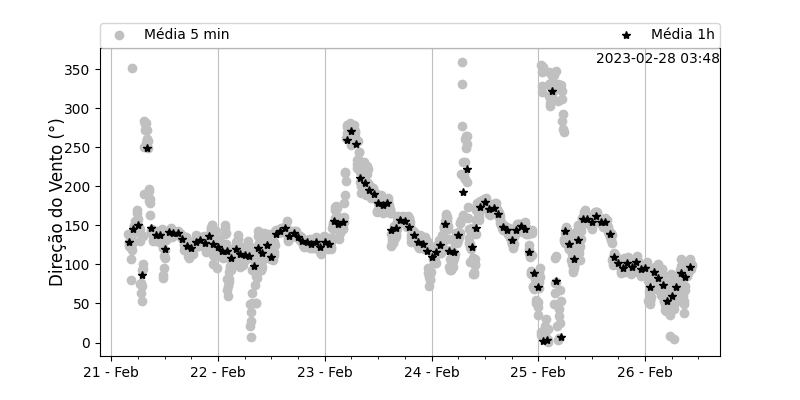 Média 5 min
Média 1h
2023-02-28 03:48
Direção do Vento (°)
350
300
250
200
150
100
50
0
21 - Feb
22 - Feb
23 - Feb
24 - Feb
25 - Feb
26 - Feb